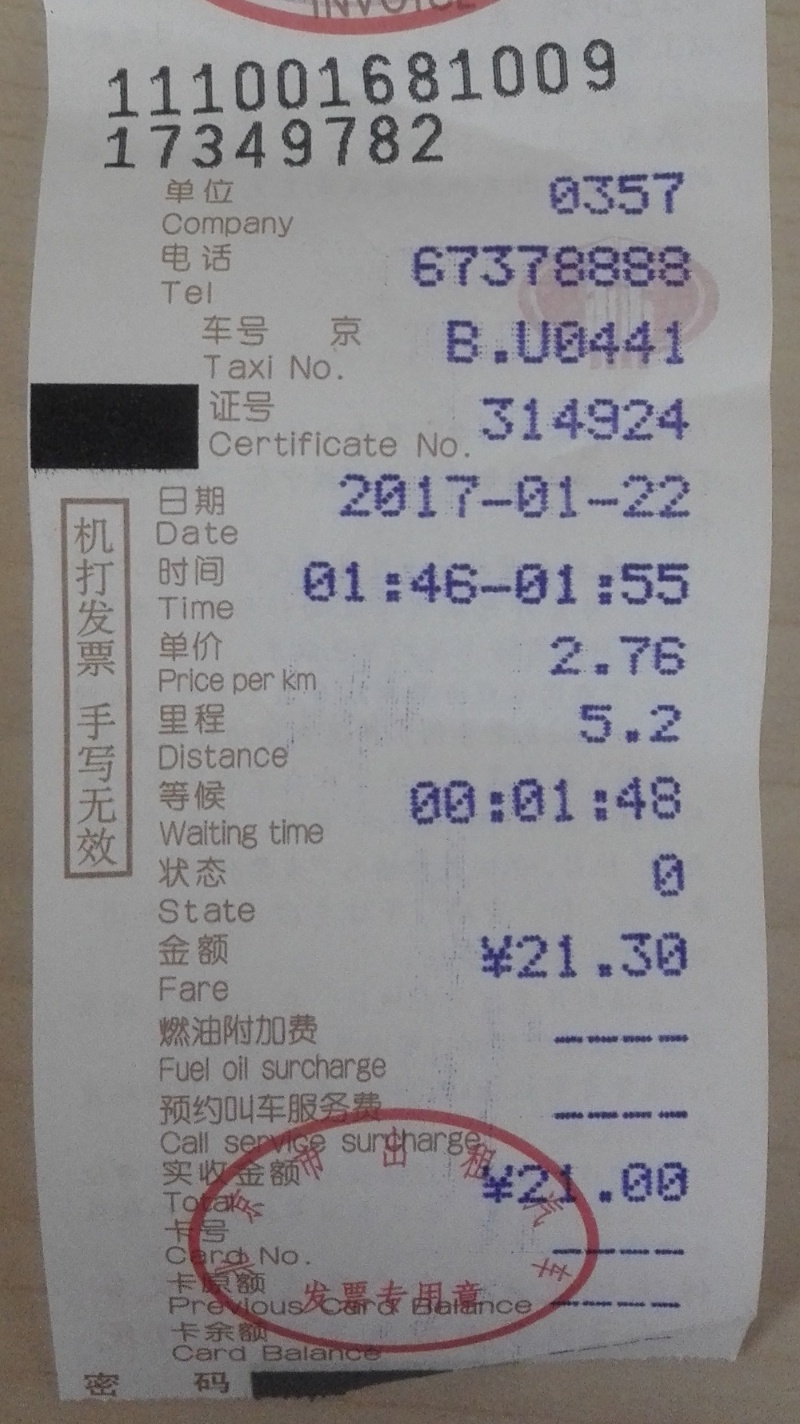 INVOICE
111001681009
17349782
单位 0357
Company
电话 67378888
Tel
车号 京 B.U0441
Taxi No.
证号 314924
Certificate No.
日期 2017-01-22
Date
时间 01:46-01:55
Time
单价 2.76
Price per km
里程 5.2
Distance
等候 00:01:48
Waiting time
状态 0
State
金额 ¥21.30
Fare
燃油附加费 ----
Fuel oil surcharge
预约叫车服务费 ----
Call service surcharge
实收金额 ¥21.00
Total
卡号 ----
Card No.
卡原额 ----
Previous Card Balance
卡余额
Card Balance
密 码
机打发票 手写无效
北京市出租汽车
发票专用章